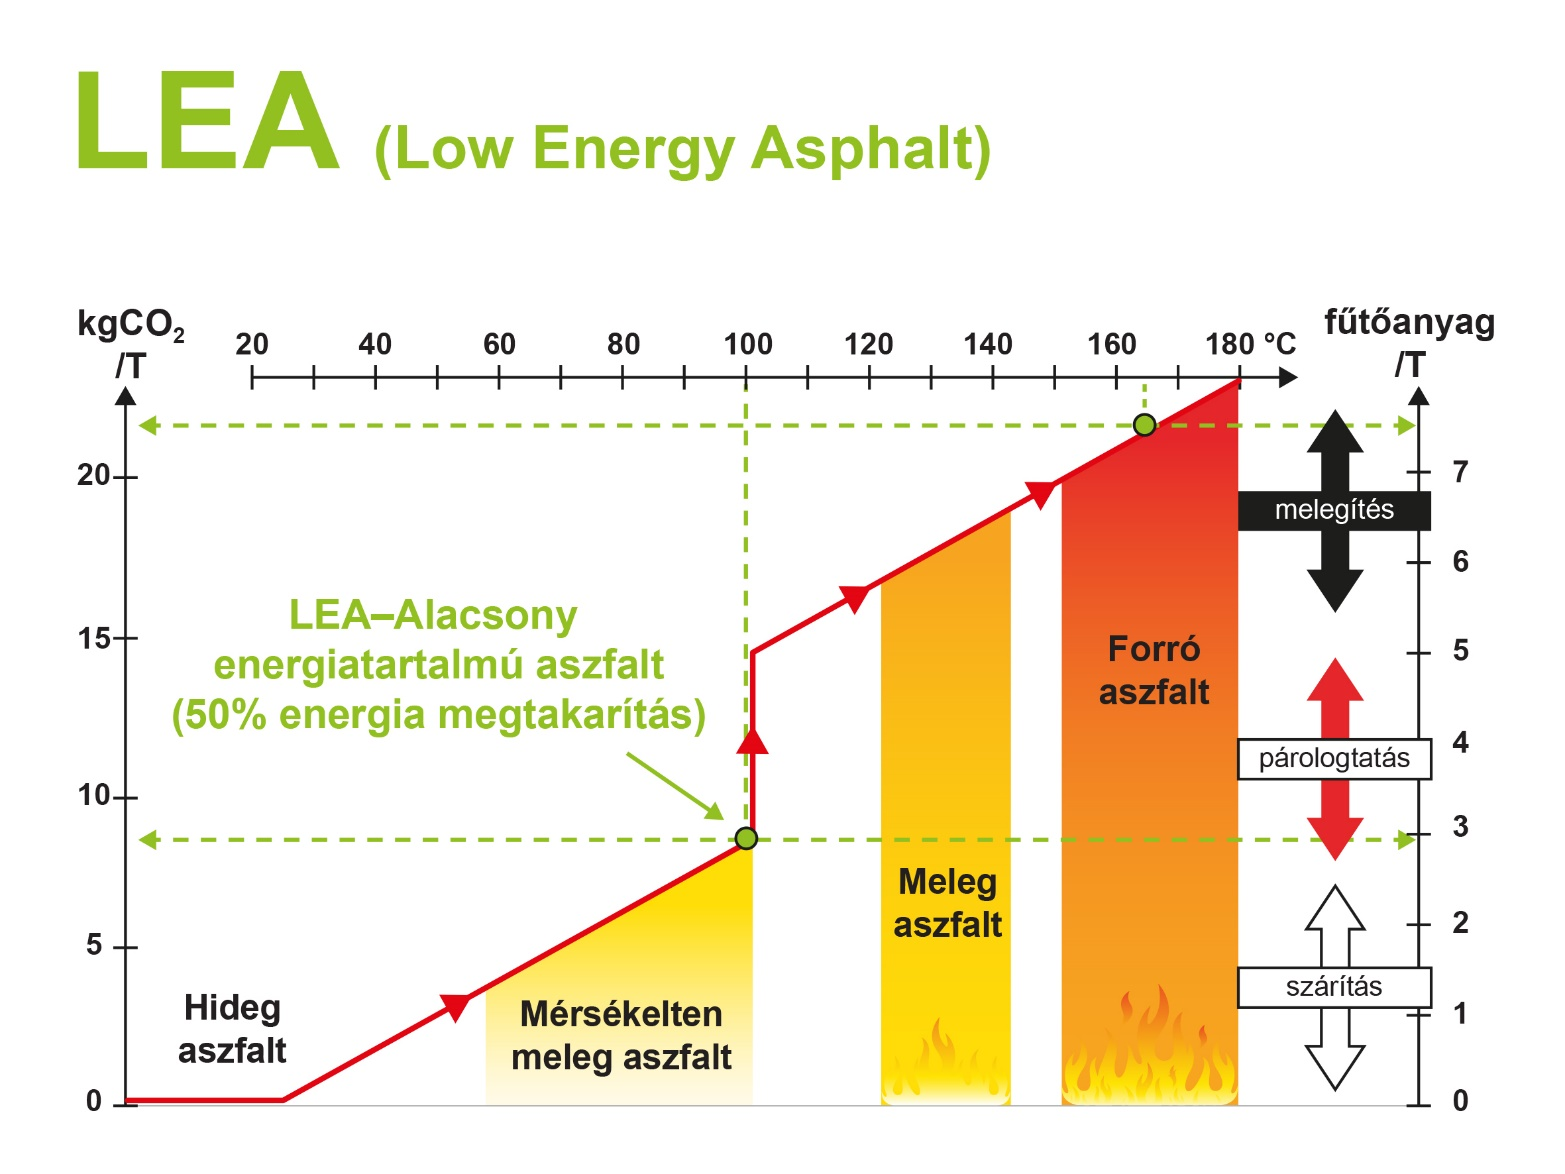 LEA (Low Energy Asphalt)
kgCO₂
/T
20 40 60 80 100 120 140 160 180 °C
fűtőanyag
/T
20
15
10
5
0
7
6
5
4
3
2
1
0
LEA–Alacsony
energiatartalmú aszfalt
(50% energia megtakarítás)
Hideg
aszfalt
Mérsékelten
meleg aszfalt
Meleg
aszfalt
Forró
aszfalt
melegítés
párologtatás
szárítás